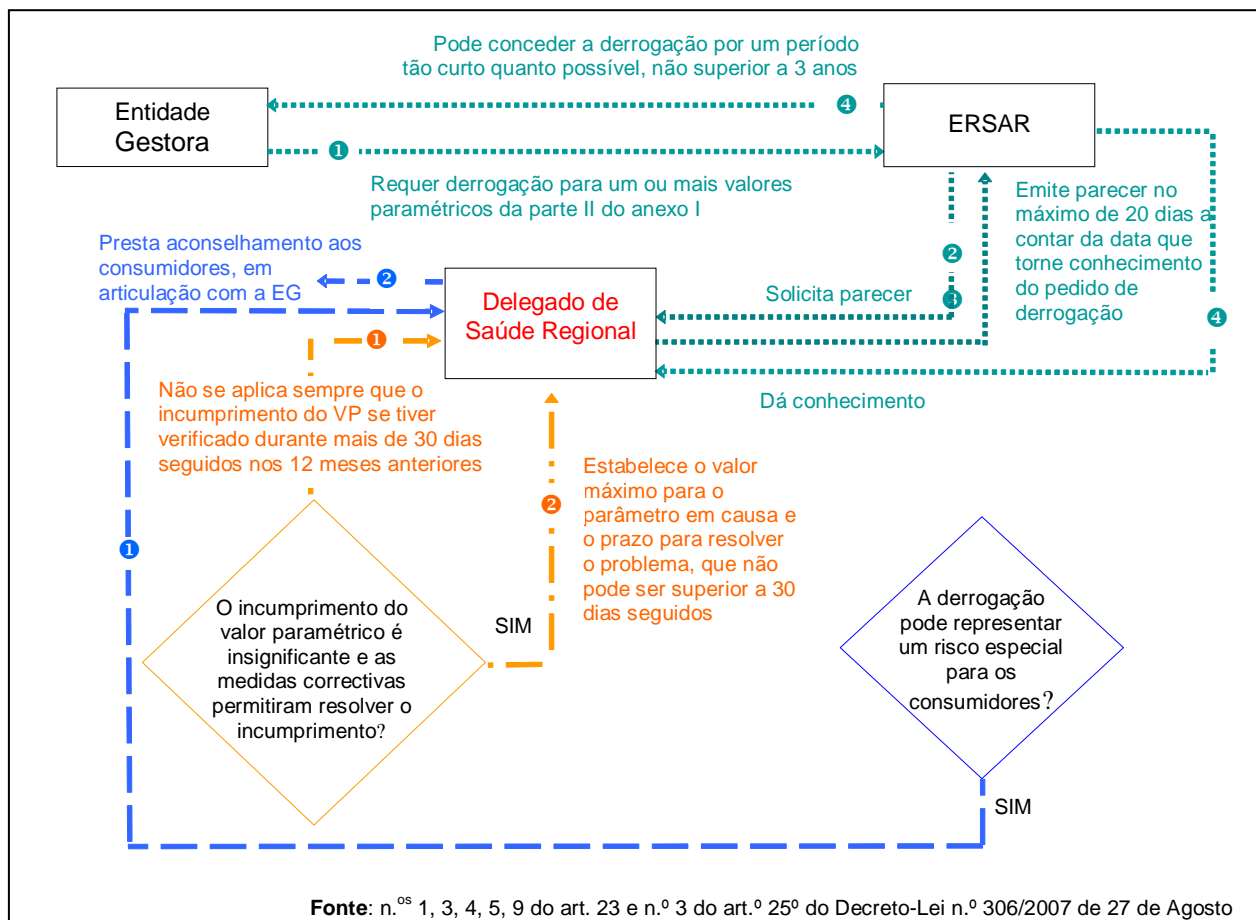 Pode conceder a derrogação por um período
tão curto quanto possível, não superior a 3 anos
Entidade
Gestora
4
ERSAR
1
Requer derrogação para um ou mais valores
paramétricos da parte II do anexo I
Emite parecer no
máximo de 20 dias a
contar da data que
torne conhecimento
do pedido de
derrogação
Presta aconselhamento aos
consumidores, em
articulação com a EG
2
2
Solicita parecer
3
4
Delegado de
Saúde Regional
1
Dá conhecimento
Não se aplica sempre que o
incumprimento do VP se tiver
verificado durante mais de 30 dias
seguidos nos 12 meses anteriores
Estabelece o valor
máximo para o
parâmetro em causa e
o prazo para resolver
o problema, que não
pode ser superior a 30
dias seguidos
2
1
O incumprimento do
valor paramétrico é
insignificante e as
medidas correctivas
permitiram resolver o
incumprimento?
SIM
A derrogação
pode representar
um risco especial
para os
consumidores?
SIM
Fonte: n.os 1, 3, 4, 5, 9 do art. 23 e n.º 3 do art.º 25º do Decreto-Lei n.º 306/2007 de 27 de Agosto